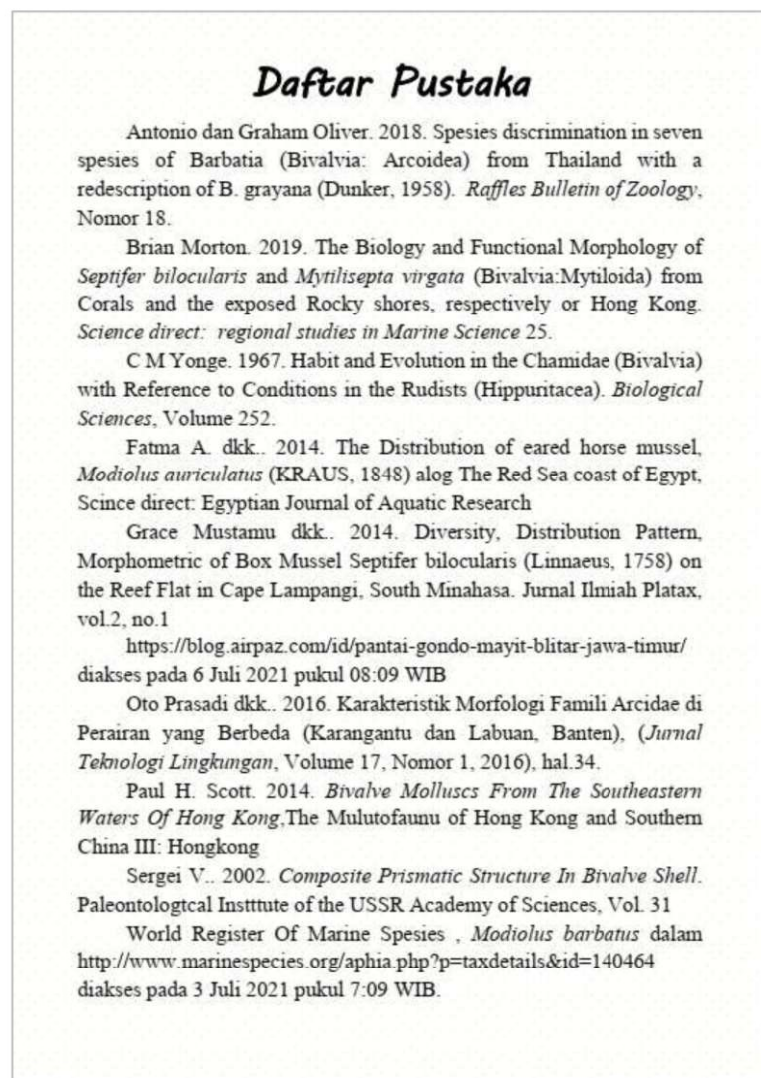 Daftar Pustaka
Antonio dan Graham Oliver. 2018. Spesies discrimination in seven
spesies of Barbatia (Bivalvia: Arcoidea) from Thailand with a
redescription of B. grayana (Dunker, 1958). Raffles Bulletin of Zoology,
Nomor 18.
Brian Morton. 2019. The Biology and Functional Morphology of
Septifer bilocularis and Mytilisepta virgata (Bivalvia:Mytiloida) from
Corals and the exposed Rocky shores, respectively or Hong Kong.
Science direct: regional studies in Marine Science 25.
C M Yonge. 1967. Habit and Evolution in the Chamidae (Bivalvia)
with Reference to Conditions in the Rudists (Hippuritacea). Biological
Sciences, Volume 252.
Fatma A. dkk.. 2014. The Distribution of eared horse mussel,
Modiolus auriculatus (KRAUS, 1848) alog The Red Sea coast of Egypt,
Scince direct: Egyptian Journal of Aquatic Research
Grace Mustamu dkk.. 2014. Diversity, Distribution Pattern,
Morphometric of Box Mussel Septifer bilocularis (Linnaeus, 1758) on
the Reef Flat in Cape Lampangi, South Minahasa. Jurnal Ilmiah Platax,
vol.2, no.1
https://blog.airpaz.com/id/pantai-gondo-mayit-blitar-jawa-timur/
diakses pada 6 Juli 2021 pukul 08:09 WIB
Oto Prasadi dkk.. 2016. Karakteristik Morfologi Famili Arcidae di
Perairan yang Berbeda (Karangantu dan Labuan, Banten), (Jurnal
Teknologi Lingkungan, Volume 17, Nomor 1, 2016), hal.34.
Paul H. Scott. 2014. Bivalve Molluscs From The Southeastern
Waters Of Hong Kong,The Mulutofaunu of Hong Kong and Southern
China III: Hongkong
Sergei V.. 2002. Composite Prismatic Structure In Bivalve Shell.
Paleontologtcal Instttute of the USSR Academy of Sciences, Vol. 31
World Register Of Marine Spesies , Modiolus barbatus dalam
http://www.marinespecies.org/aphia.php?p=taxdetails&id=140464
diakses pada 3 Juli 2021 pukul 7:09 WIB.